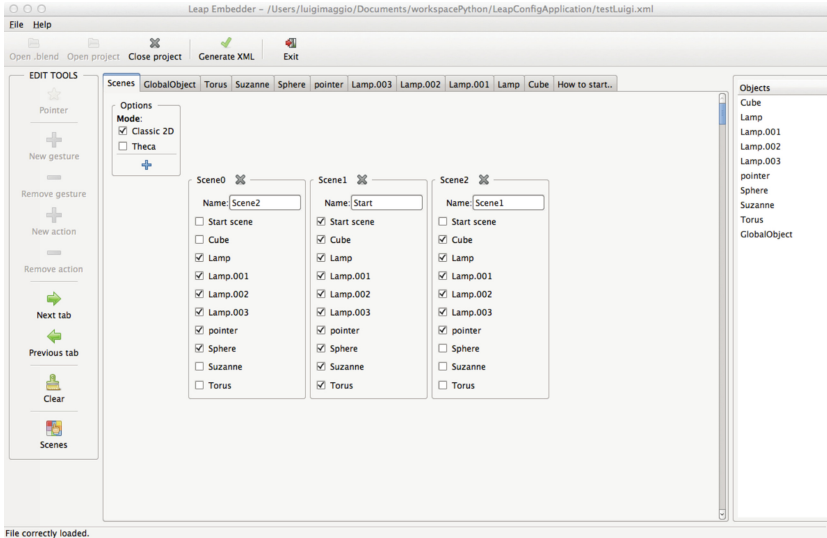 Leap Embedder – /Users/luigimaggio/Documents/workspacePython/LeapConfigApplication/testLuigi.xml
File Help
Open .blend Open project Close project Generate XML Exit
EDIT TOOLS
Pointer
New gesture
Remove gesture
New action
Remove action
Next tab
Previous tab
Clear
Scenes
Scenes GlobalObject Torus Suzanne Sphere pointer Lamp.003 Lamp.002 Lamp.001 Lamp Cube How to start..
Options
Mode:
Classic 2D
Theca
Scene0
Name: Scene2
Start scene
Cube
Lamp
Lamp.001
Lamp.002
Lamp.003
pointer
Sphere
Suzanne
Torus
Scene1
Name: Start
Start scene
Cube
Lamp
Lamp.001
Lamp.002
Lamp.003
pointer
Sphere
Suzanne
Torus
Scene2
Name: Scene1
Start scene
Cube
Lamp
Lamp.001
Lamp.002
Lamp.003
pointer
Sphere
Suzanne
Torus
Objects
Cube
Lamp
Lamp.001
Lamp.002
Lamp.003
pointer
Sphere
Suzanne
Torus
GlobalObject
File correctly loaded.